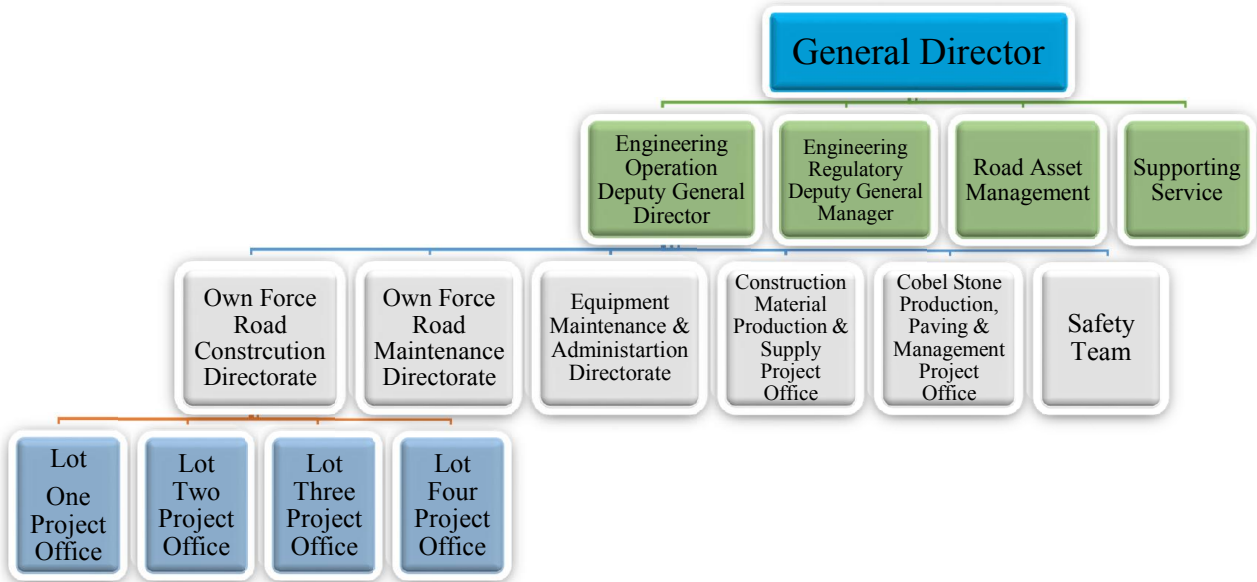 General Director
Engineering
Operation
Deputy General
Director
Engineering
Regulatory
Deputy General
Manager
Road Asset
Management
Supporting
Service
Own Force
Road
Constrcution
Directorate
Own Force
Road
Maintenance
Directorate
Equipment
Maintenance &
Administartion
Directorate
Construction
Material
Production &
Supply
Project
Office
Cobel Stone
Production,
Paving &
Management
Project
Office
Safety
Team
Lot
One
Project
Office
Lot
Two
Project
Office
Lot
Three
Project
Office
Lot
Four
Project
Office